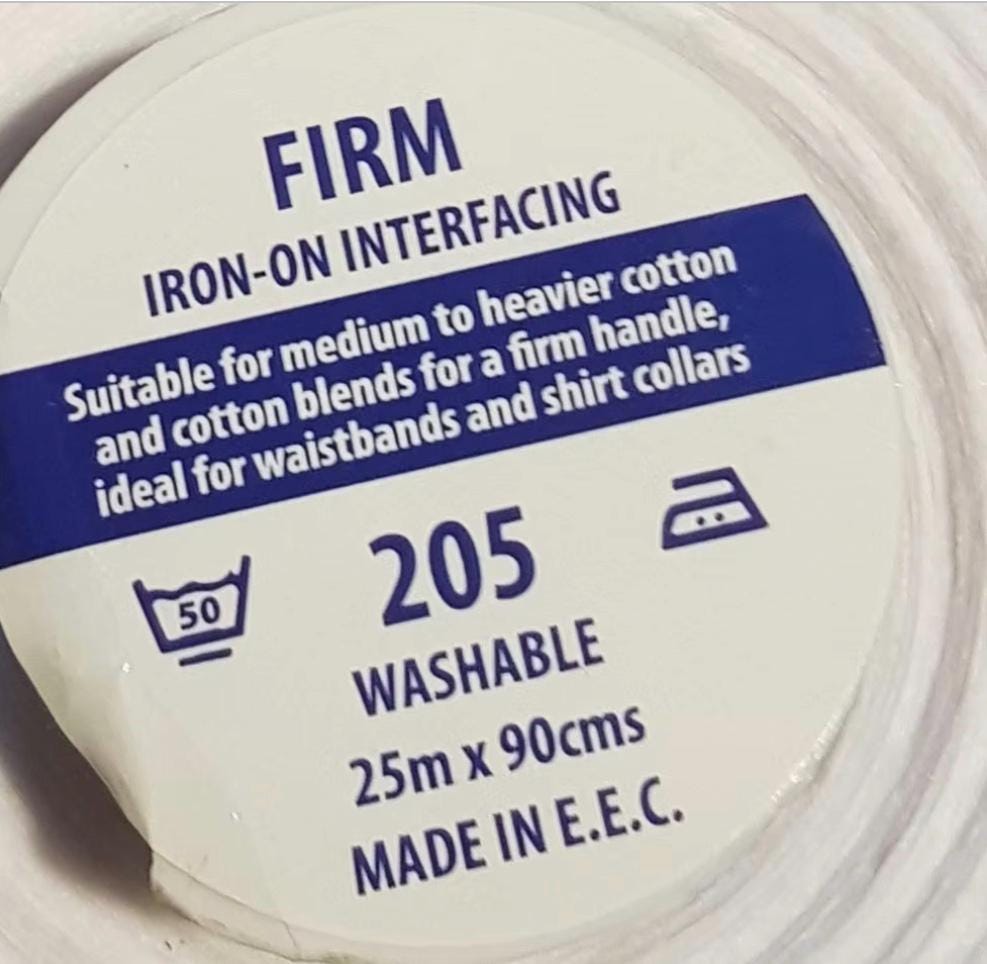 FIRM
IRON-ON INTERFACING
Suitable for medium to heavier cotton
and cotton blends for a firm handle,
ideal for waistbands and shirt collars
50
205
WASHABLE
25m x 90cms
MADE IN E.E.C.